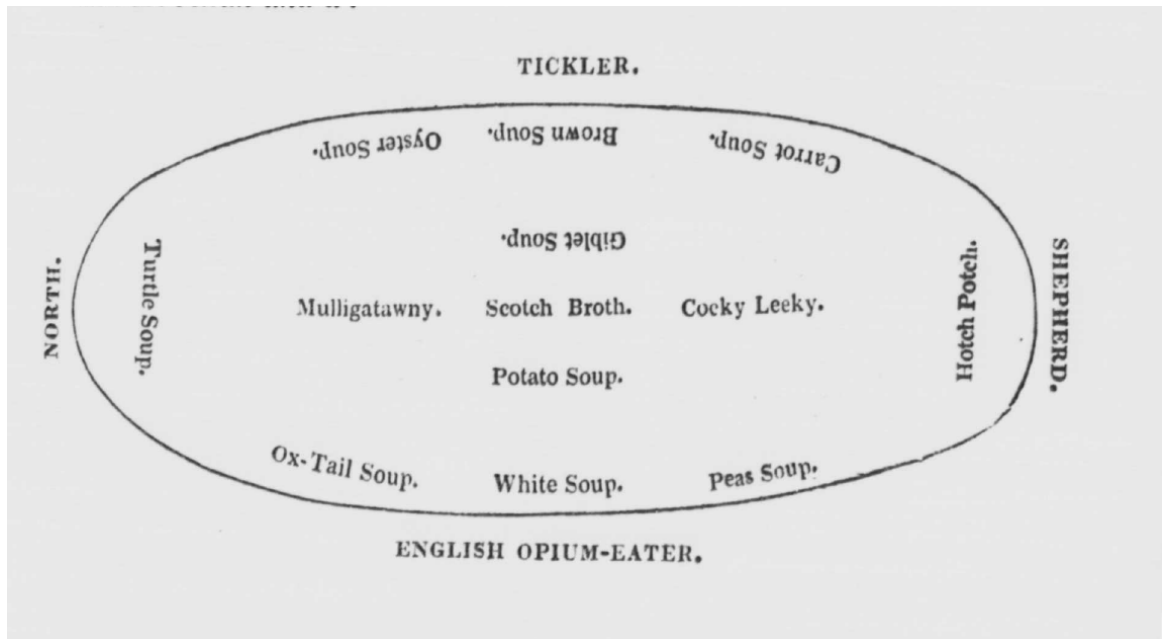 TICKLER.
Oyster Soup.
Brown Soup.
Carrot Soup.
Giblet Soup.
NORTH.
Turtle Soup.
Mulligatawny.
Scotch Broth.
Cocky Leeky.
Hotch Potch.
SHEPHERD.
Potato Soup.
Ox-Tail Soup.
White Soup.
Peas Soup.
ENGLISH OPIUM-EATER.